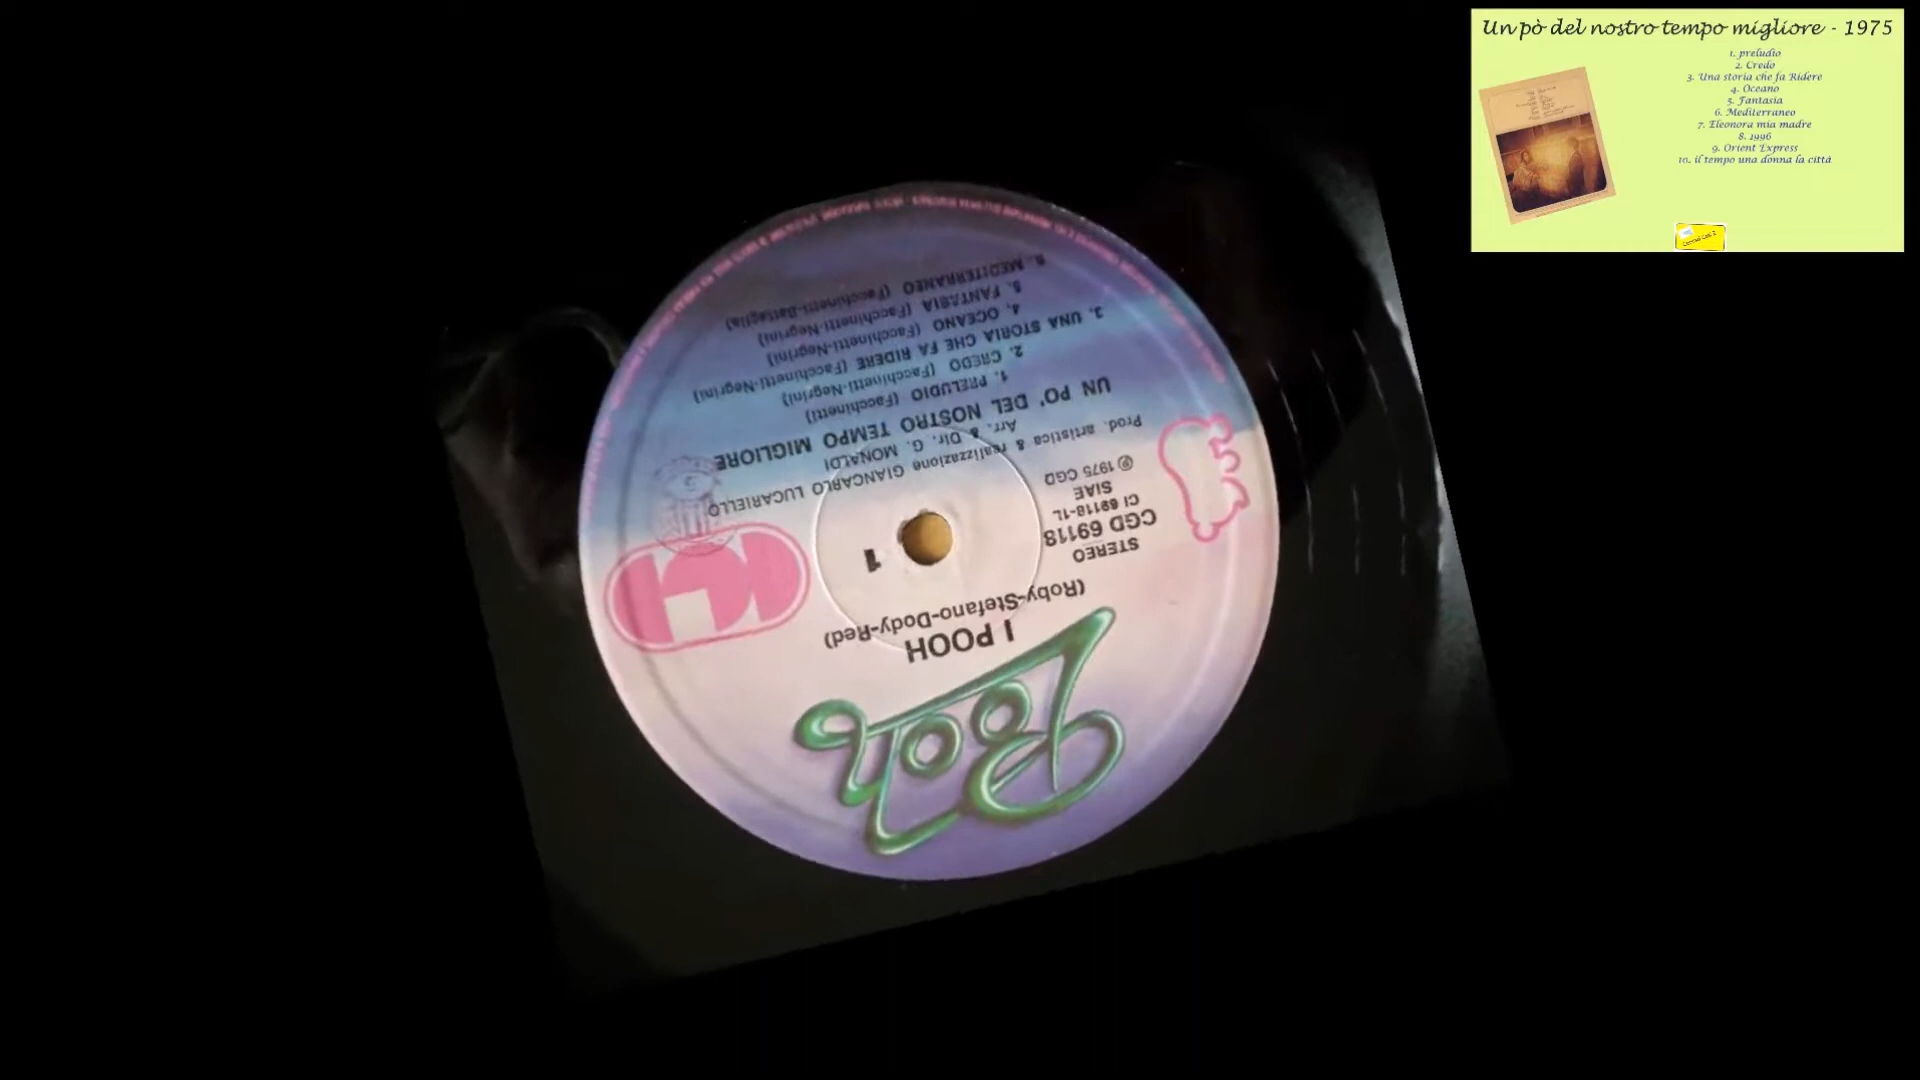 Un pò del nostro tempo migliore - 1975
1. preludio
2. Credo
3. Una storia che fa Ridere
4. Oceano
5. Fantasia
6. Mediterraneo
7. Eleonora mia madre
8. 1996
9. Orient Express
10. il tempo una donna la città
Pooh
I POOH
(Roby-Stefano-Dody-Red)
STEREO
CGD 69118
CI 69118-1L
SIAE
℗ 1975 CGD
1
Prod. artistica & realizzazione GIANCARLO LUCARIELLO
Arr. & Dir. G. MONALDI
UN PO' DEL NOSTRO TEMPO MIGLIORE
1. PRELUDIO (Facchinetti)
2. CREDO (Facchinetti-Negrini)
3. UNA STORIA CHE FA RIDERE (Facchinetti-Negrini)
4. OCEANO (Facchinetti-Negrini)
5. FANTASIA (Facchinetti-Negrini)
6. MEDITERRANEO (Facchinetti-Battaglia)